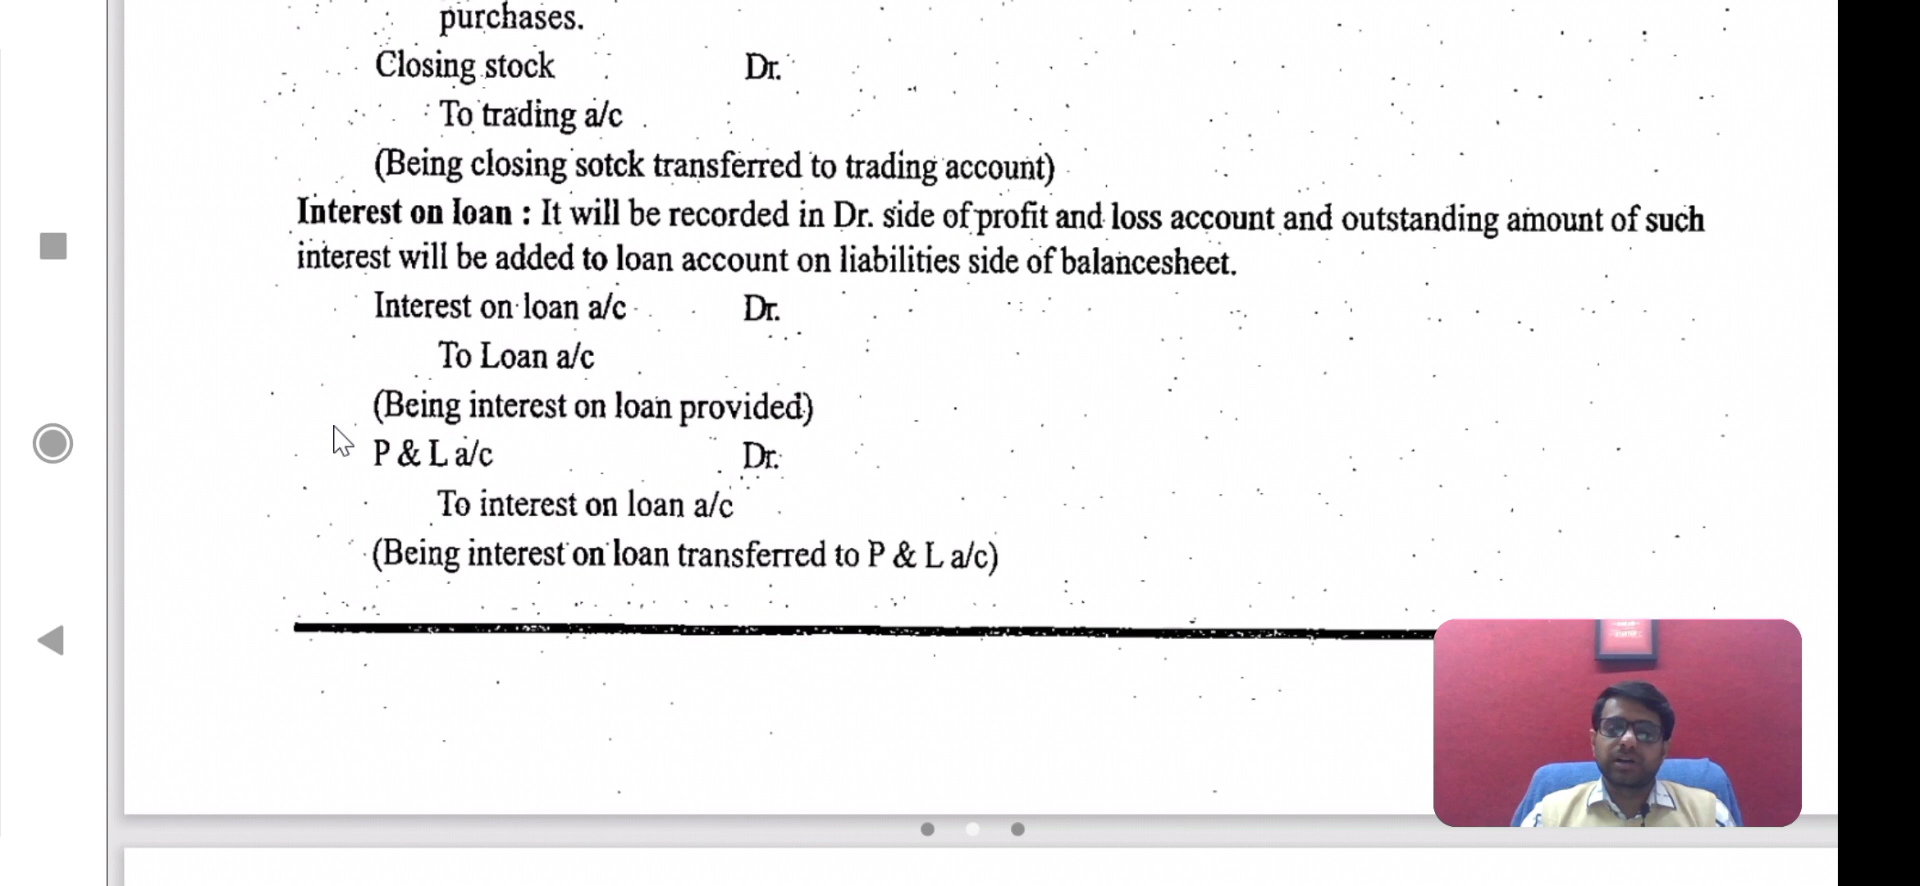 purchases.
Closing stock Dr.
To trading a/c
(Being closing sotck transferred to trading account)
Interest on loan : It will be recorded in Dr. side of profit and loss account and outstanding amount of such
interest will be added to loan account on liabilities side of balancesheet.
Interest on loan a/c Dr.
To Loan a/c
(Being interest on loan provided)
P & L a/c Dr.
To interest on loan a/c
(Being interest on loan transferred to P & L a/c)